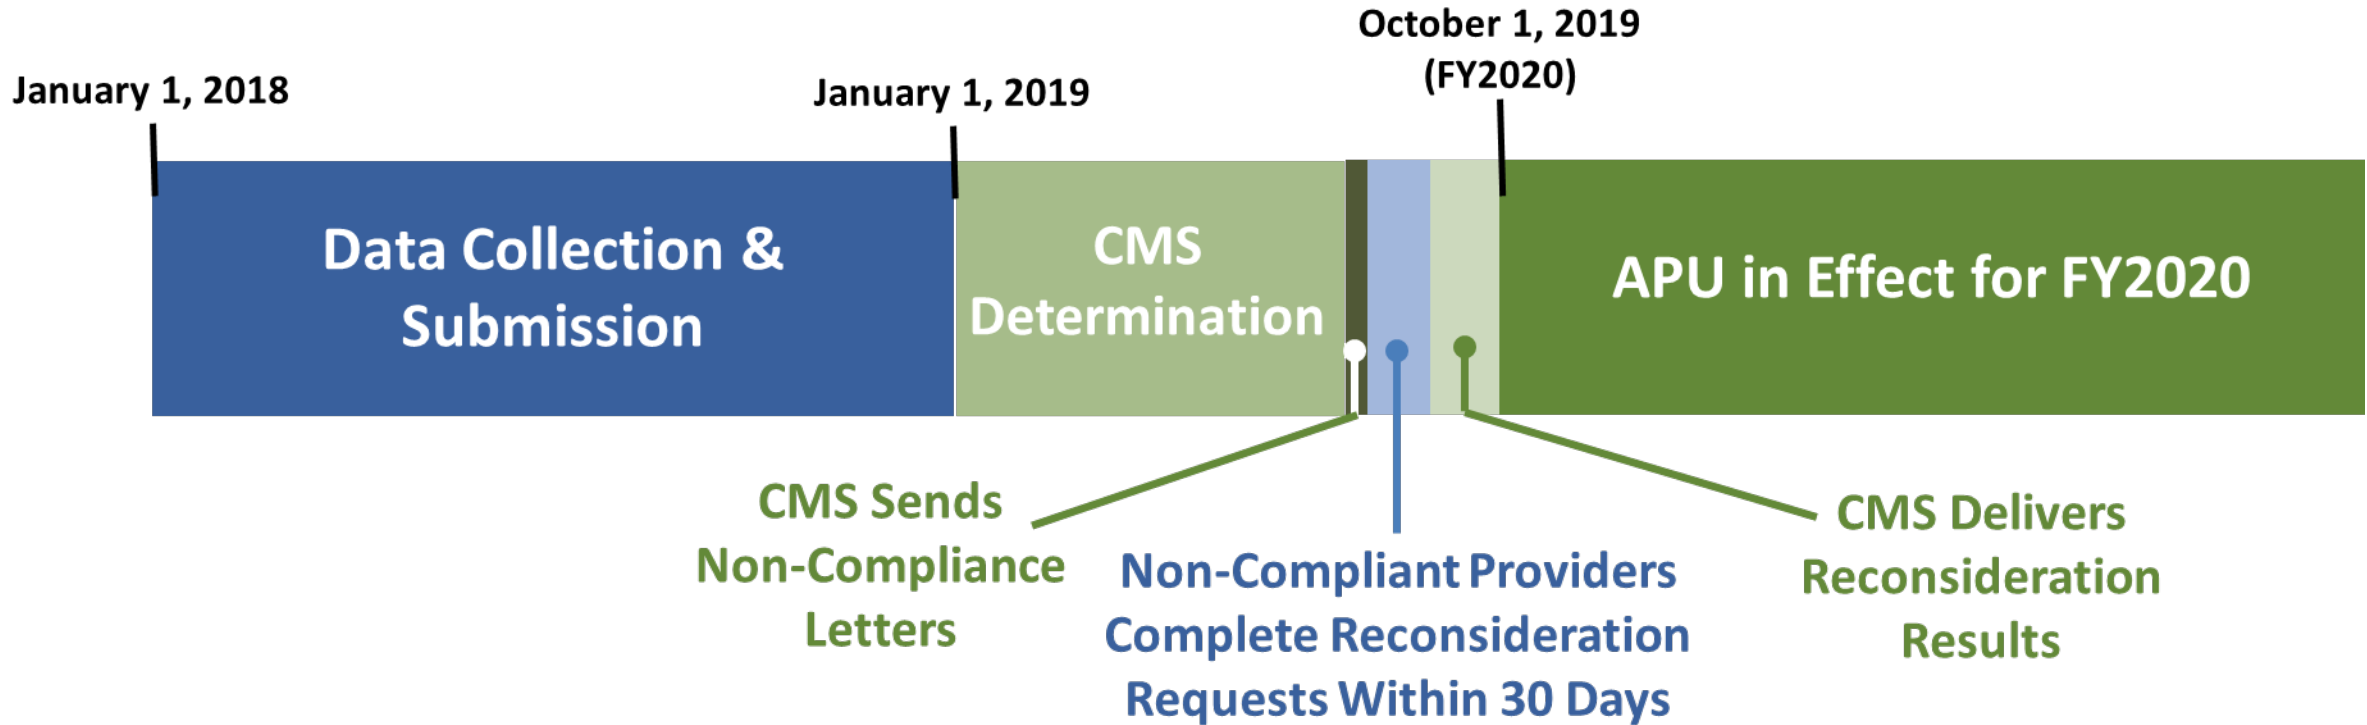 October 1, 2019
(FY2020)
January 1, 2018
January 1, 2019
Data Collection &
Submission
CMS
Determination
APU in Effect for FY2020
CMS Sends
Non-Compliance
Letters
Non-Compliant Providers
Complete Reconsideration
Requests Within 30 Days
CMS Delivers
Reconsideration
Results